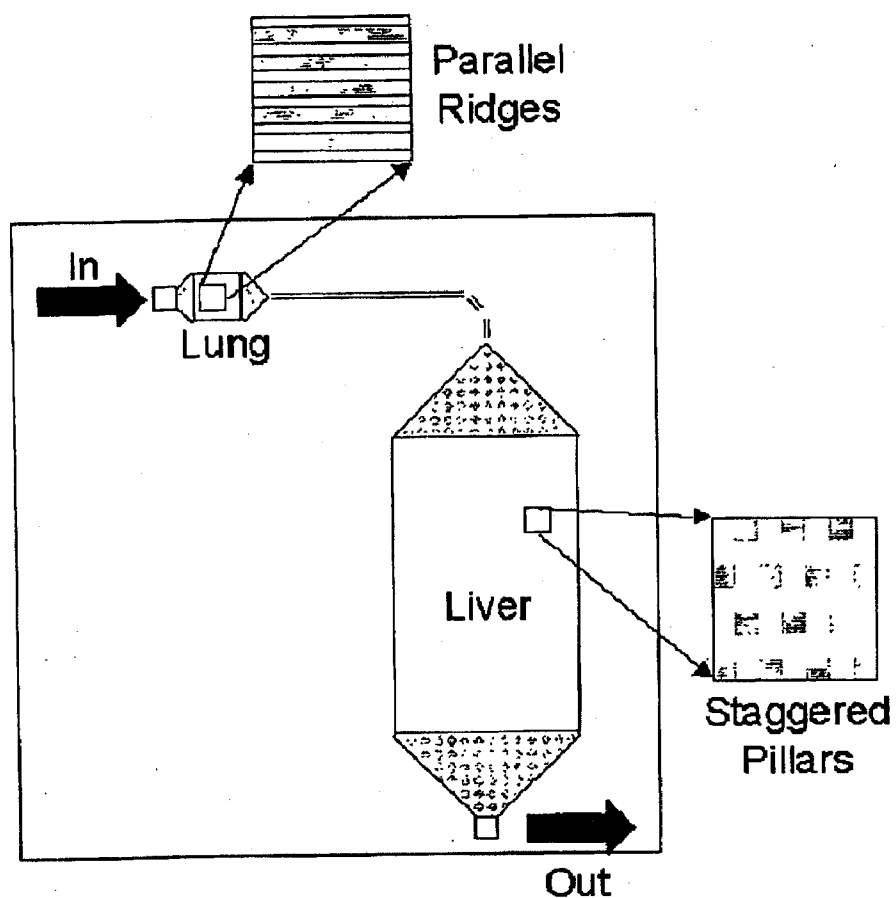 Parallel
Ridges
In
Lung
Liver
Staggered
Pillars
Out